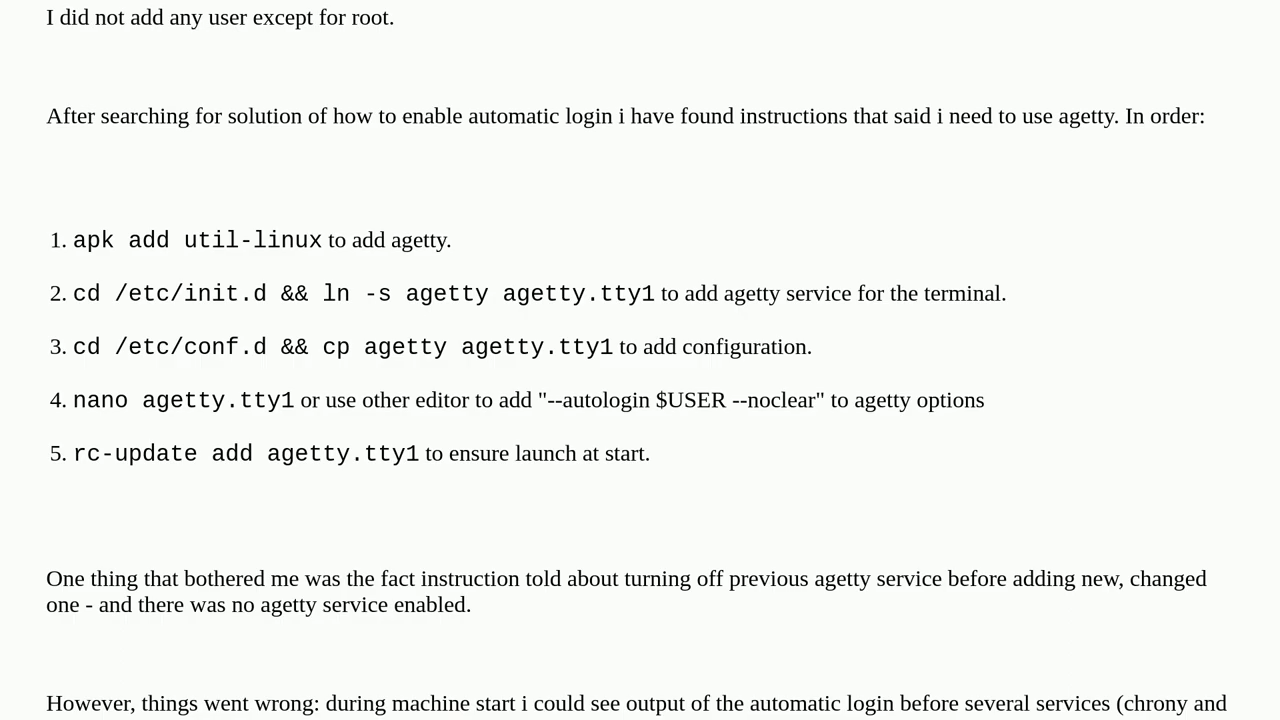 I did not add any user except for root.
After searching for solution of how to enable automatic login i have found instructions that said i need to use agetty. In order:
1. apk add util-linux to add agetty.
2. cd /etc/init.d && ln -s agetty agetty.tty1 to add agetty service for the terminal.
3. cd /etc/conf.d && cp agetty agetty.tty1 to add configuration.
4. nano agetty.tty1 or use other editor to add "--autologin $USER --noclear" to agetty options
5. rc-update add agetty.tty1 to ensure launch at start.
One thing that bothered me was the fact instruction told about turning off previous agetty service before adding new, changed
one - and there was no agetty service enabled.
However, things went wrong: during machine start i could see output of the automatic login before several services (chrony and